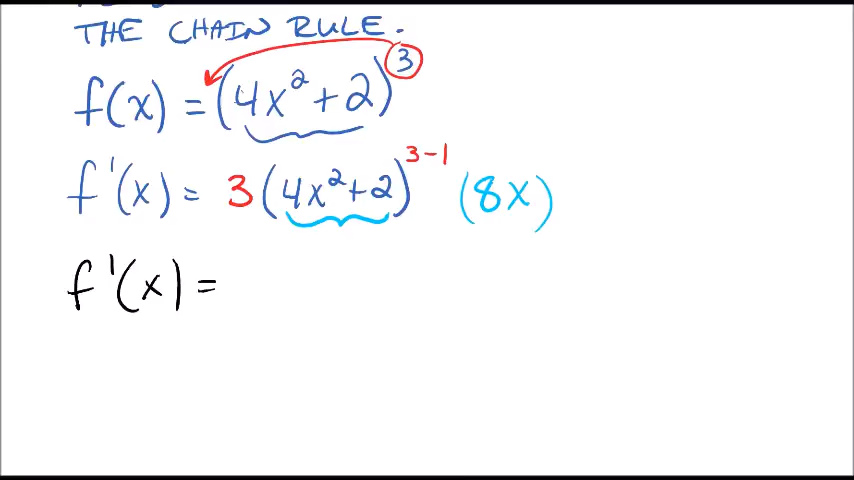 THE CHAIN RULE.
f(x) = (4x²+2)³
f'(x) = 3(4x²+2)³⁻¹ (8x)
f'(x) =